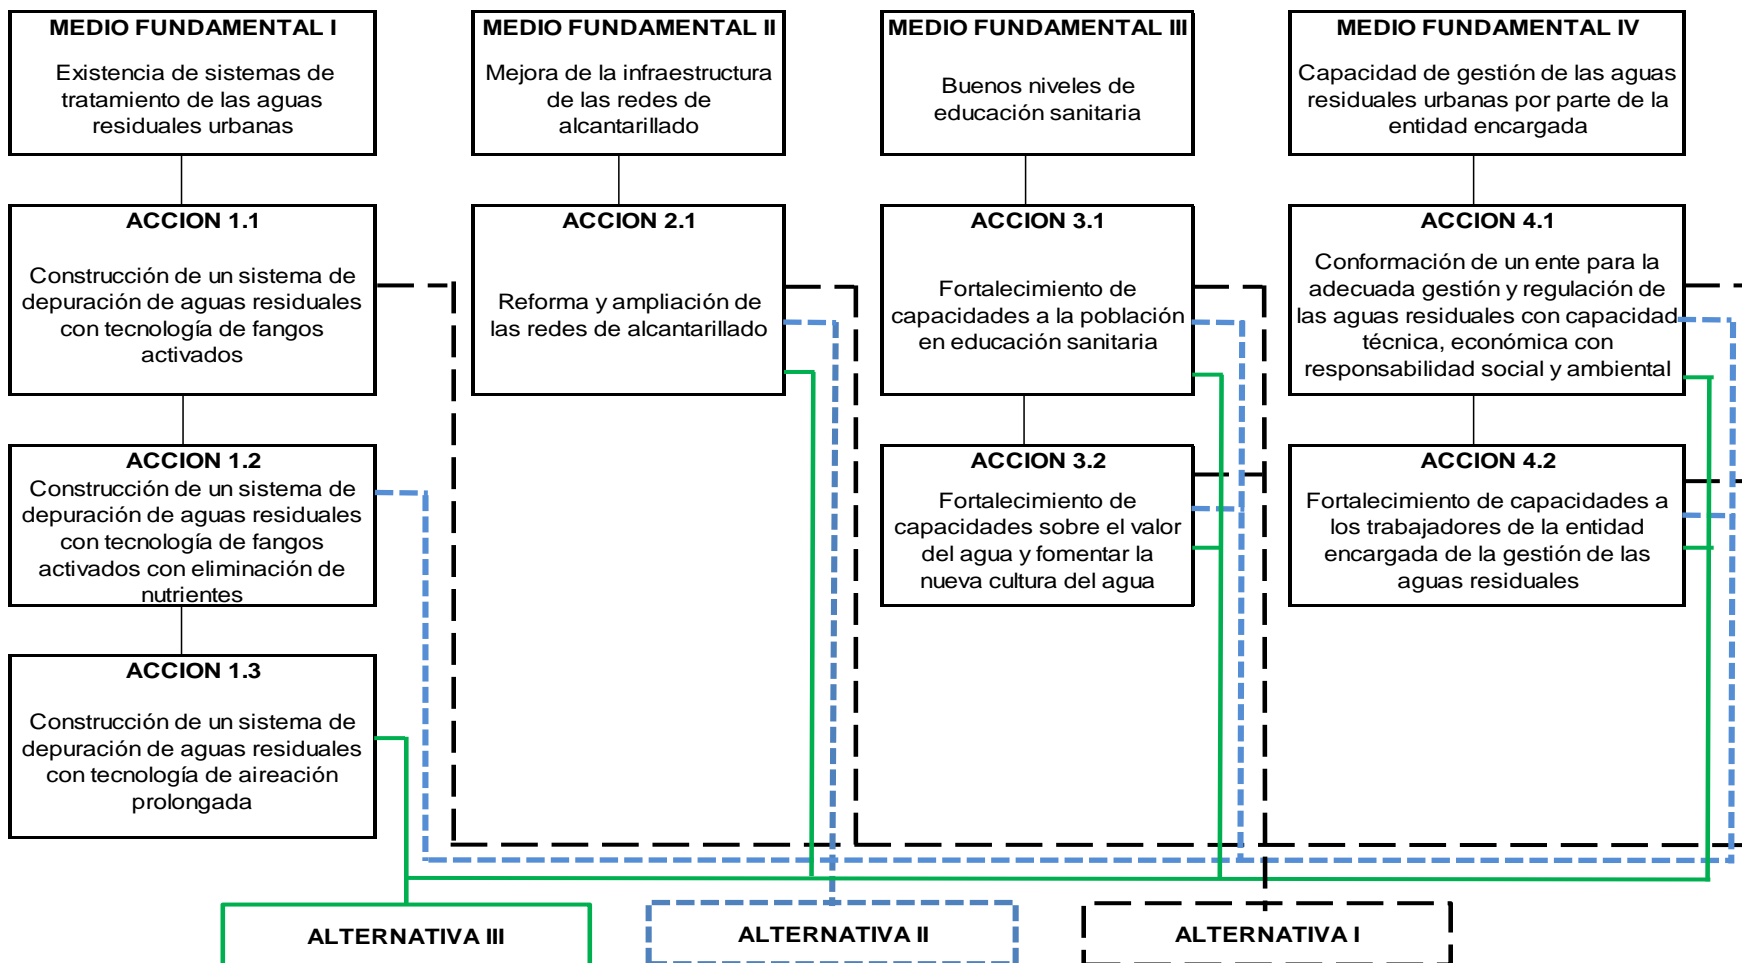 MEDIO FUNDAMENTAL I
Existencia de sistemas de
tratamiento de las aguas
residuales urbanas
MEDIO FUNDAMENTAL II
Mejora de la infraestructura
de las redes de
alcantarillado
MEDIO FUNDAMENTAL III
Buenos niveles de
educación sanitaria
MEDIO FUNDAMENTAL IV
Capacidad de gestión de las aguas
residuales urbanas por parte de la
entidad encargada
ACCION 1.1
Construcción de un sistema de
depuración de aguas residuales
con tecnología de fangos
activados
ACCION 2.1
Reforma y ampliación de
las redes de alcantarillado
ACCION 3.1
Fortalecimiento de
capacidades a la población
en educación sanitaria
ACCION 4.1
Conformación de un ente para la
adecuada gestión y regulación de
las aguas residuales con capacidad
técnica, económica con
responsabilidad social y ambiental
ACCION 1.2
Construcción de un sistema de
depuración de aguas residuales
con tecnología de fangos
activados con eliminación de
nutrientes
ACCION 3.2
Fortalecimiento de
capacidades sobre el valor
del agua y fomentar la
nueva cultura del agua
ACCION 4.2
Fortalecimiento de capacidades a
los trabajadores de la entidad
encargada de la gestión de las
aguas residuales
ACCION 1.3
Construcción de un sistema de
depuración de aguas residuales
con tecnología de aireación
prolongada
ALTERNATIVA III
ALTERNATIVA II
ALTERNATIVA I